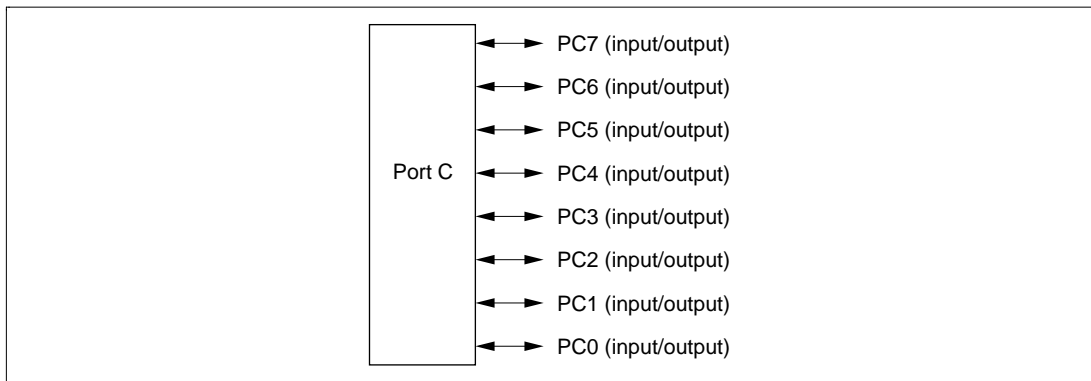 PC7 (input/output)
PC6 (input/output)
PC5 (input/output)
Port C
PC4 (input/output)
PC3 (input/output)
PC2 (input/output)
PC1 (input/output)
PC0 (input/output)